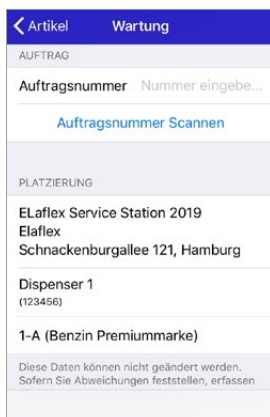 Artikel Wartung
AUFTRAG
Auftragsnummer Nummer eingebe...
Auftragsnummer Scannen
PLATZIERUNG
ELaflex Service Station 2019
Elaflex
Schnackenburgallee 121, Hamburg
Dispenser 1
(123456)
1-A (Benzin Premiummarke)
Diese Daten können nicht geändert werden.
Sofern Sie Abweichungen feststellen, erfassen